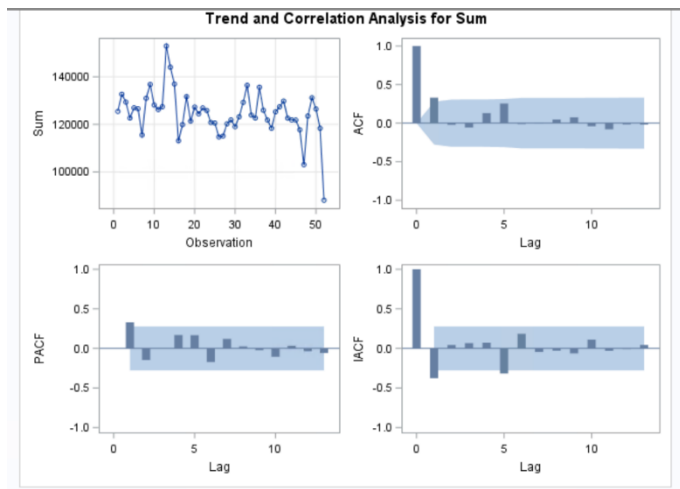 Trend and Correlation Analysis for Sum
Sum
140000
120000
100000
0 10 20 30 40 50
Observation
ACF
1.0
0.5
0.0
-0.5
-1.0
0 5 10
Lag
PACF
1.0
0.5
0.0
-0.5
-1.0
0 5 10
Lag
IACF
1.0
0.5
0.0
-0.5
-1.0
0 5 10
Lag